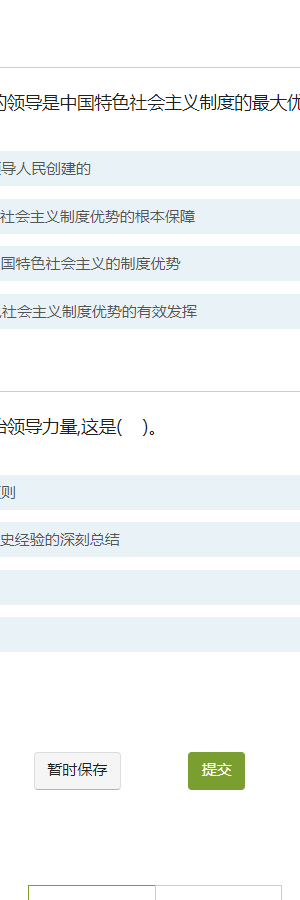 的领导是中国特色社会主义制度的最大优
导人民创建的
社会主义制度优势的根本保障
国特色社会主义的制度优势
社会主义制度优势的有效发挥
领导力量,这是( )。
则
史经验的深刻总结
暂时保存
提交